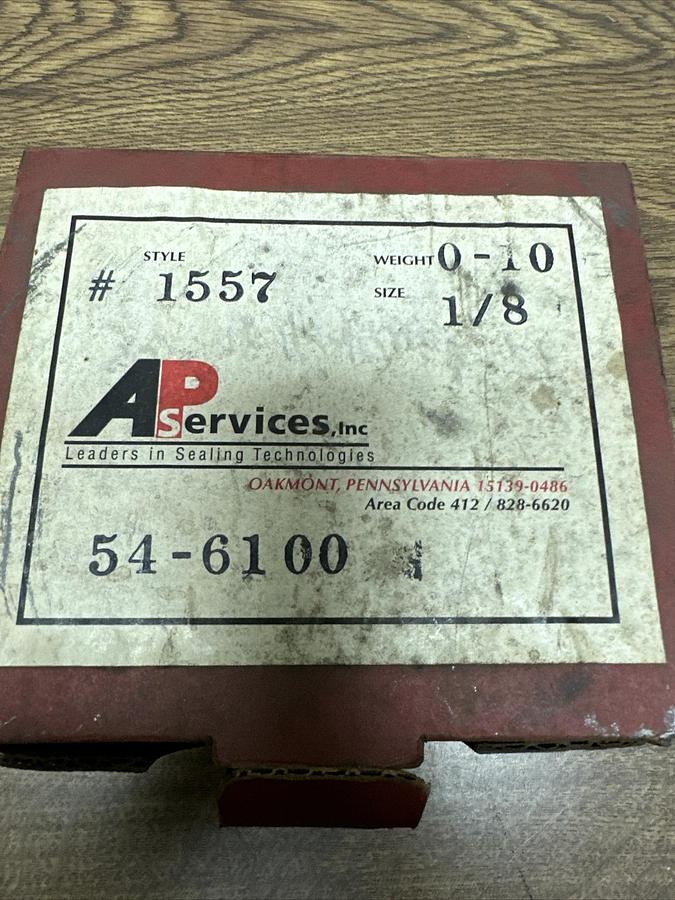 STYLE
# 1557
WEIGHT 0-10
SIZE 1/8
APServices,Inc
Leaders in Sealing Technologies
OAKMONT, PENNSYLVANIA 15139-0486
Area Code 412 / 828-6620
54-6100